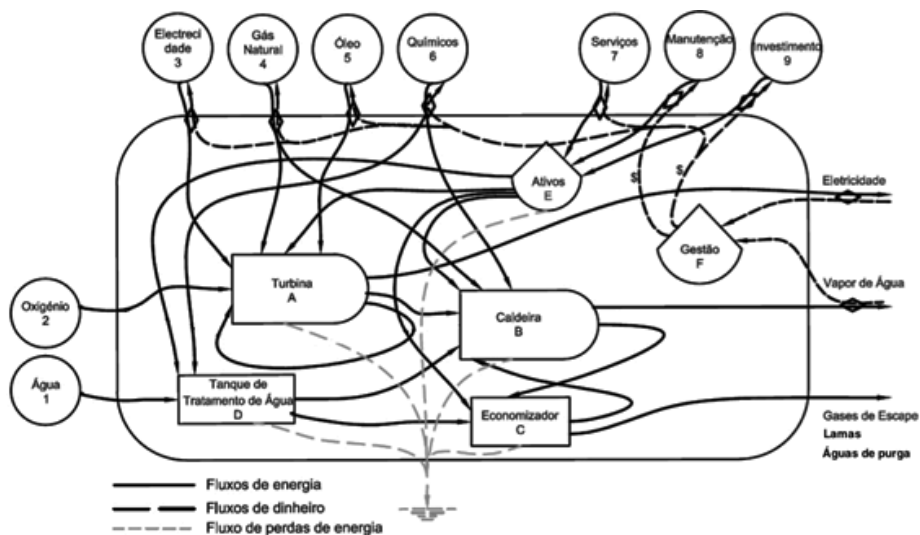 Electreci
dade
3
Gás
Natural
4
Óleo
5
Químicos
6
Serviços
7
Manutenção
8
Investimento
9
Ativos
E
$
$
Eletricidade
Gestão
F
Turbina
A
Vapor de Água
Oxigénio
2
Caldeira
B
Água
1
Tanque de
Tratamento de Água
D
Economizador
C
Gases de Escape
Lamas
Águas de purga
Fluxos de energia
Fluxos de dinheiro
Fluxo de perdas de energia